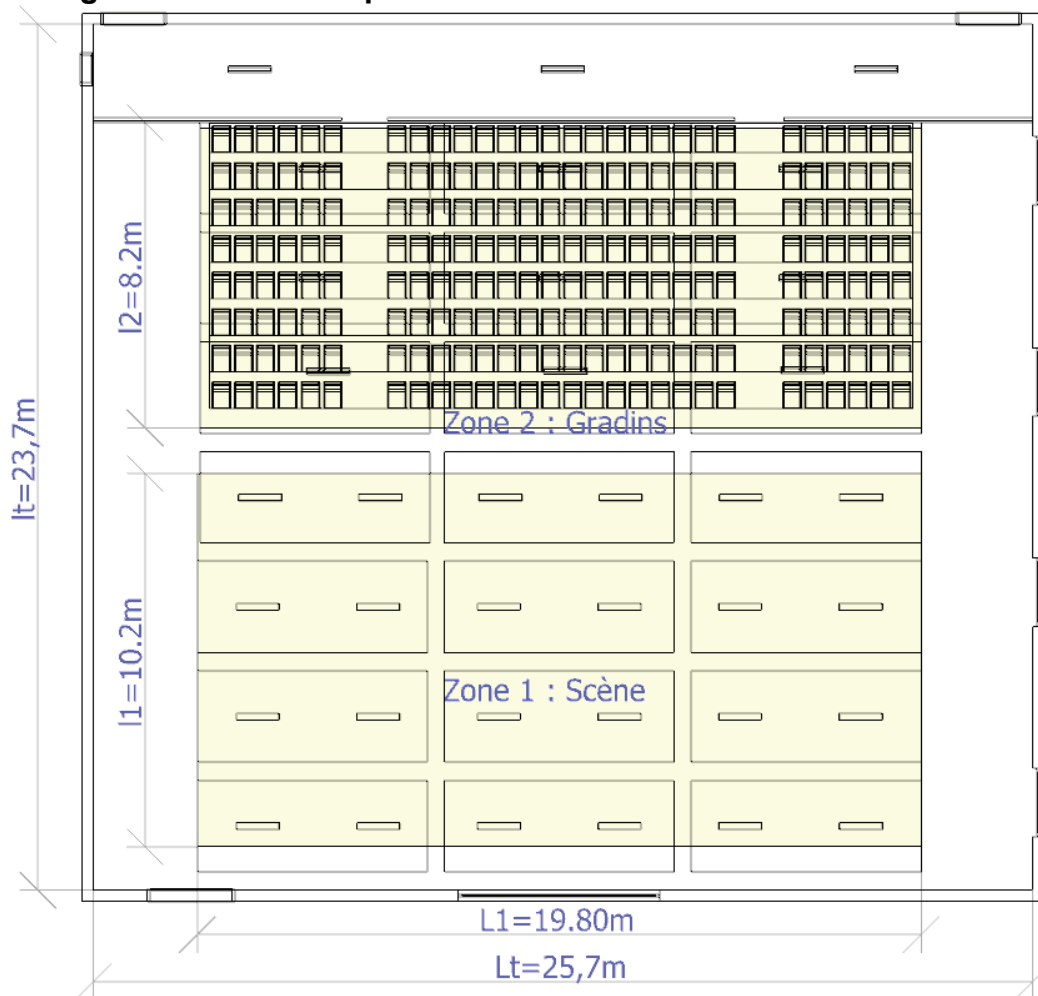 l2=8.2m
Zone 2 : Gradins
lt=23,7m
l1=10.2m
Zone 1 : Scène
L1=19.80m
Lt=25,7m